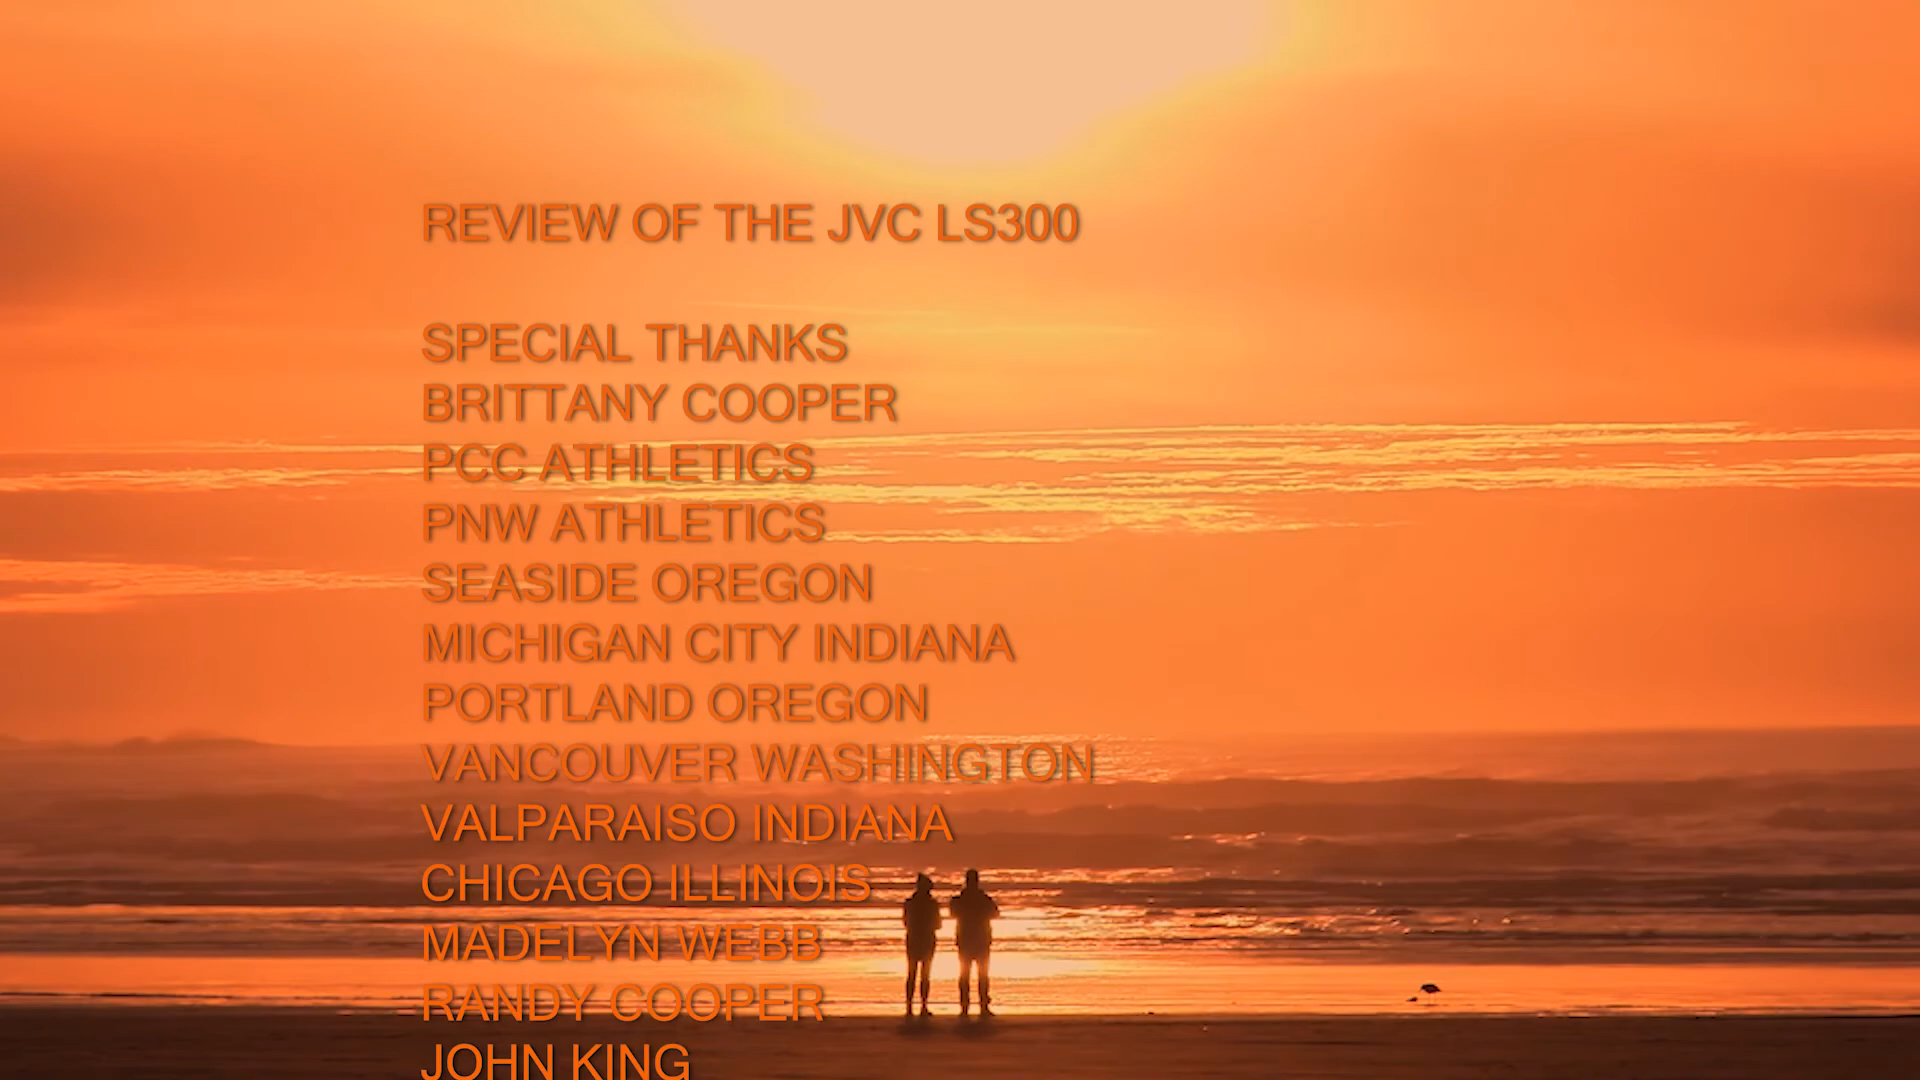 REVIEW OF THE JVC LS300
SPECIAL THANKS
BRITTANY COOPER
PCC ATHLETICS
PNW ATHLETICS
SEASIDE OREGON
MICHIGAN CITY INDIANA
PORTLAND OREGON
VANCOUVER WASHINGTON
VALPARAISO INDIANA
CHICAGO ILLINOIS
MADELYN WEBB
RANDY COOPER
JOHN KING